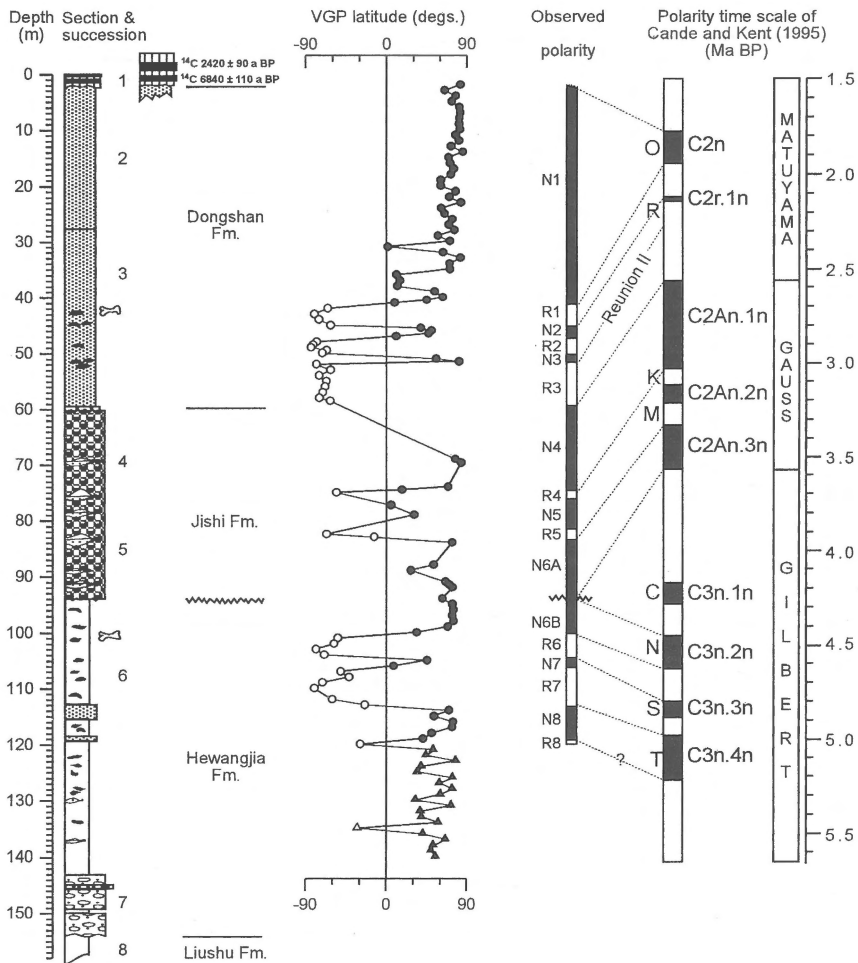 Depth (m)
Section & succession
VGP latitude (degs.)
Observed polarity
Polarity time scale of
Cande and Kent (1995)
(Ma BP)
¹⁴C 2420 ± 90 a BP
¹⁴C 6840 ± 110 a BP
-90 0 90
0
10
20
30
40
50
60
70
80
90
100
110
120
130
140
150
1
2
3
4
5
6
7
8
Dongshan Fm.
Jishi Fm.
Hewangjia Fm.
Liushu Fm.
-90 0 90
N1
R1
N2
R2
N3
R3
N4
R4
N5
R5
N6A
N6B
R6
N7
R7
N8
R8
Reunion II
?
O
R
K
M
C
N
S
T
C2n
C2r.1n
C2An.1n
C2An.2n
C2An.3n
C3n.1n
C3n.2n
C3n.3n
C3n.4n
MATUYAMA
GAUSS
GILBERT
1.5
2.0
2.5
3.0
3.5
4.0
4.5
5.0
5.5